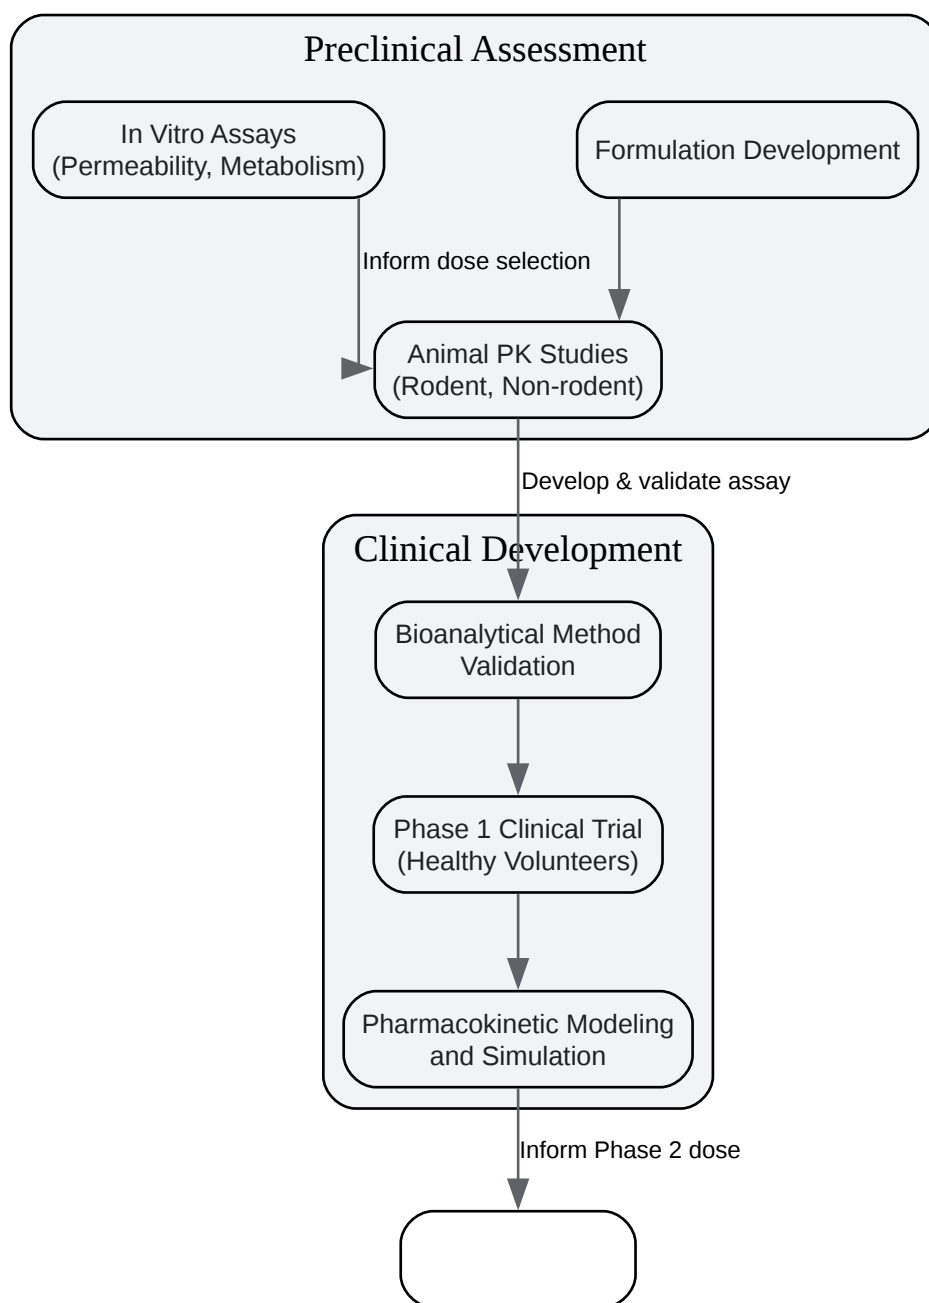 Preclinical Assessment
In Vitro Assays
(Permeability, Metabolism)
Formulation Development
Inform dose selection
Animal PK Studies
(Rodent, Non-rodent)
Develop & validate assay
Clinical Development
Bioanalytical Method
Validation
Phase 1 Clinical Trial
(Healthy Volunteers)
Pharmacokinetic Modeling
and Simulation
Inform Phase 2 dose